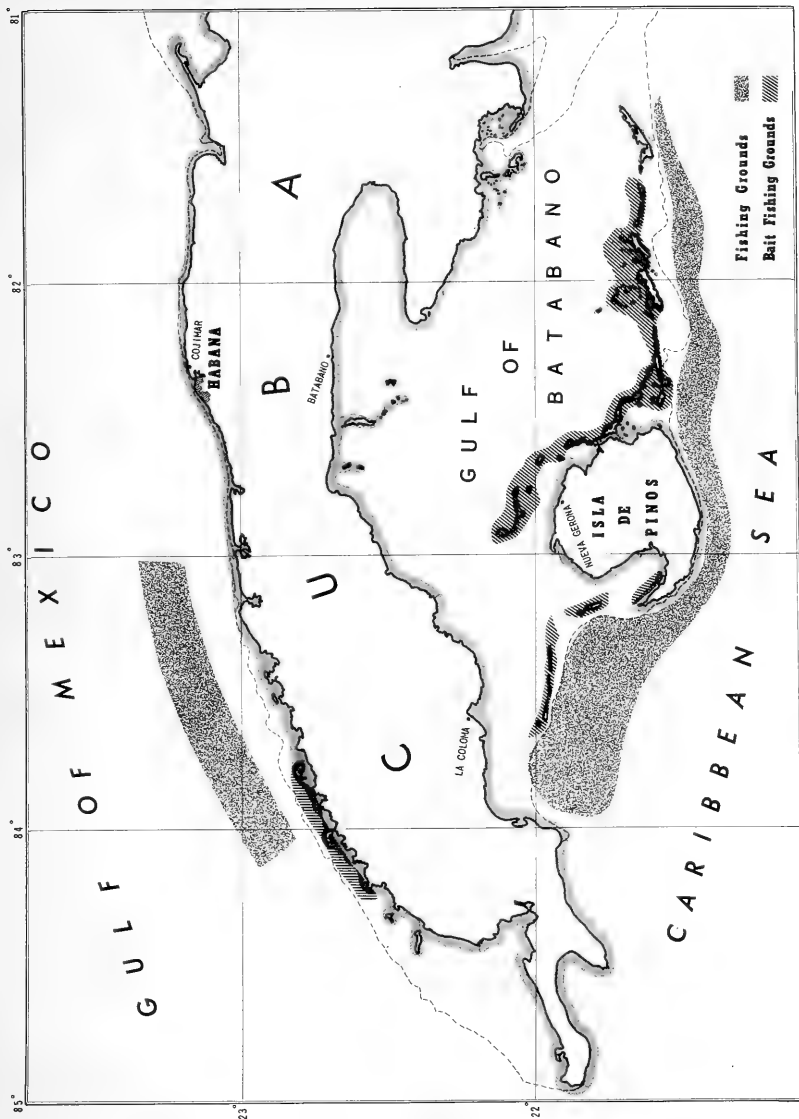 85°
84°
83°
82°
81°
GULF OF MEXICO
23°
22°
COJIMAR
HABANA
CUBA
BATABANO
LA COLOMA
GULF
OF
BATABANO
NUEVA GERONA
ISLA
DE
PINOS
CARIBBEAN SEA
Fishing Grounds
Bait Fishing Grounds